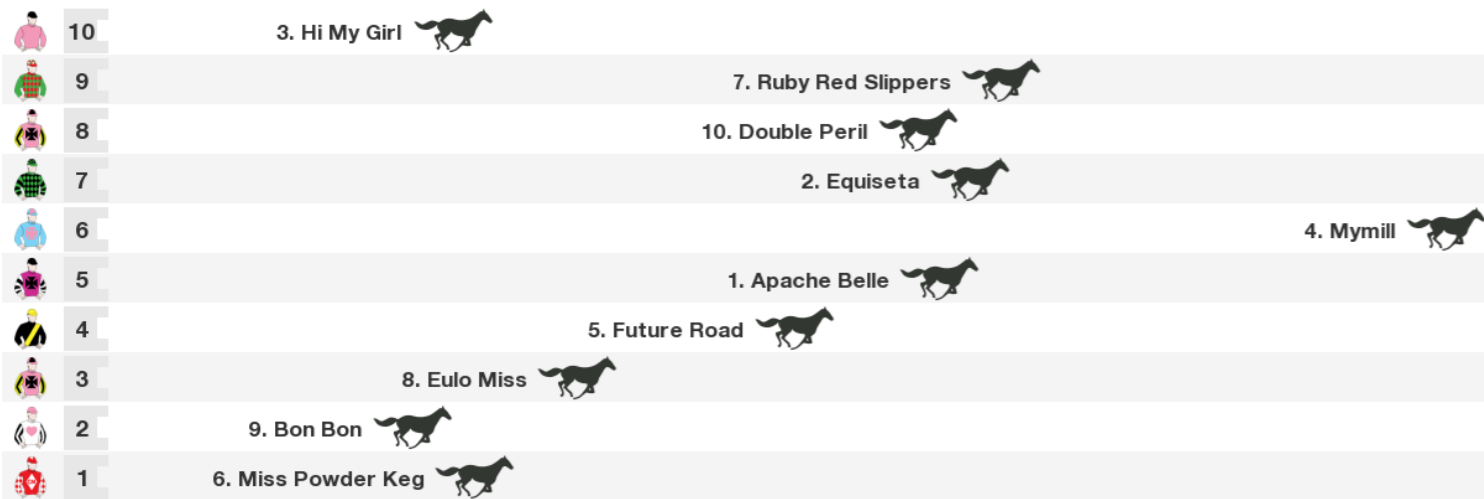 10 3. Hi My Girl
9 7. Ruby Red Slippers
8 10. Double Peril
7 2. Equiseta
6 4. Mymill
5 1. Apache Belle
4 5. Future Road
3 8. Eulo Miss
2 9. Bon Bon
1 6. Miss Powder Keg